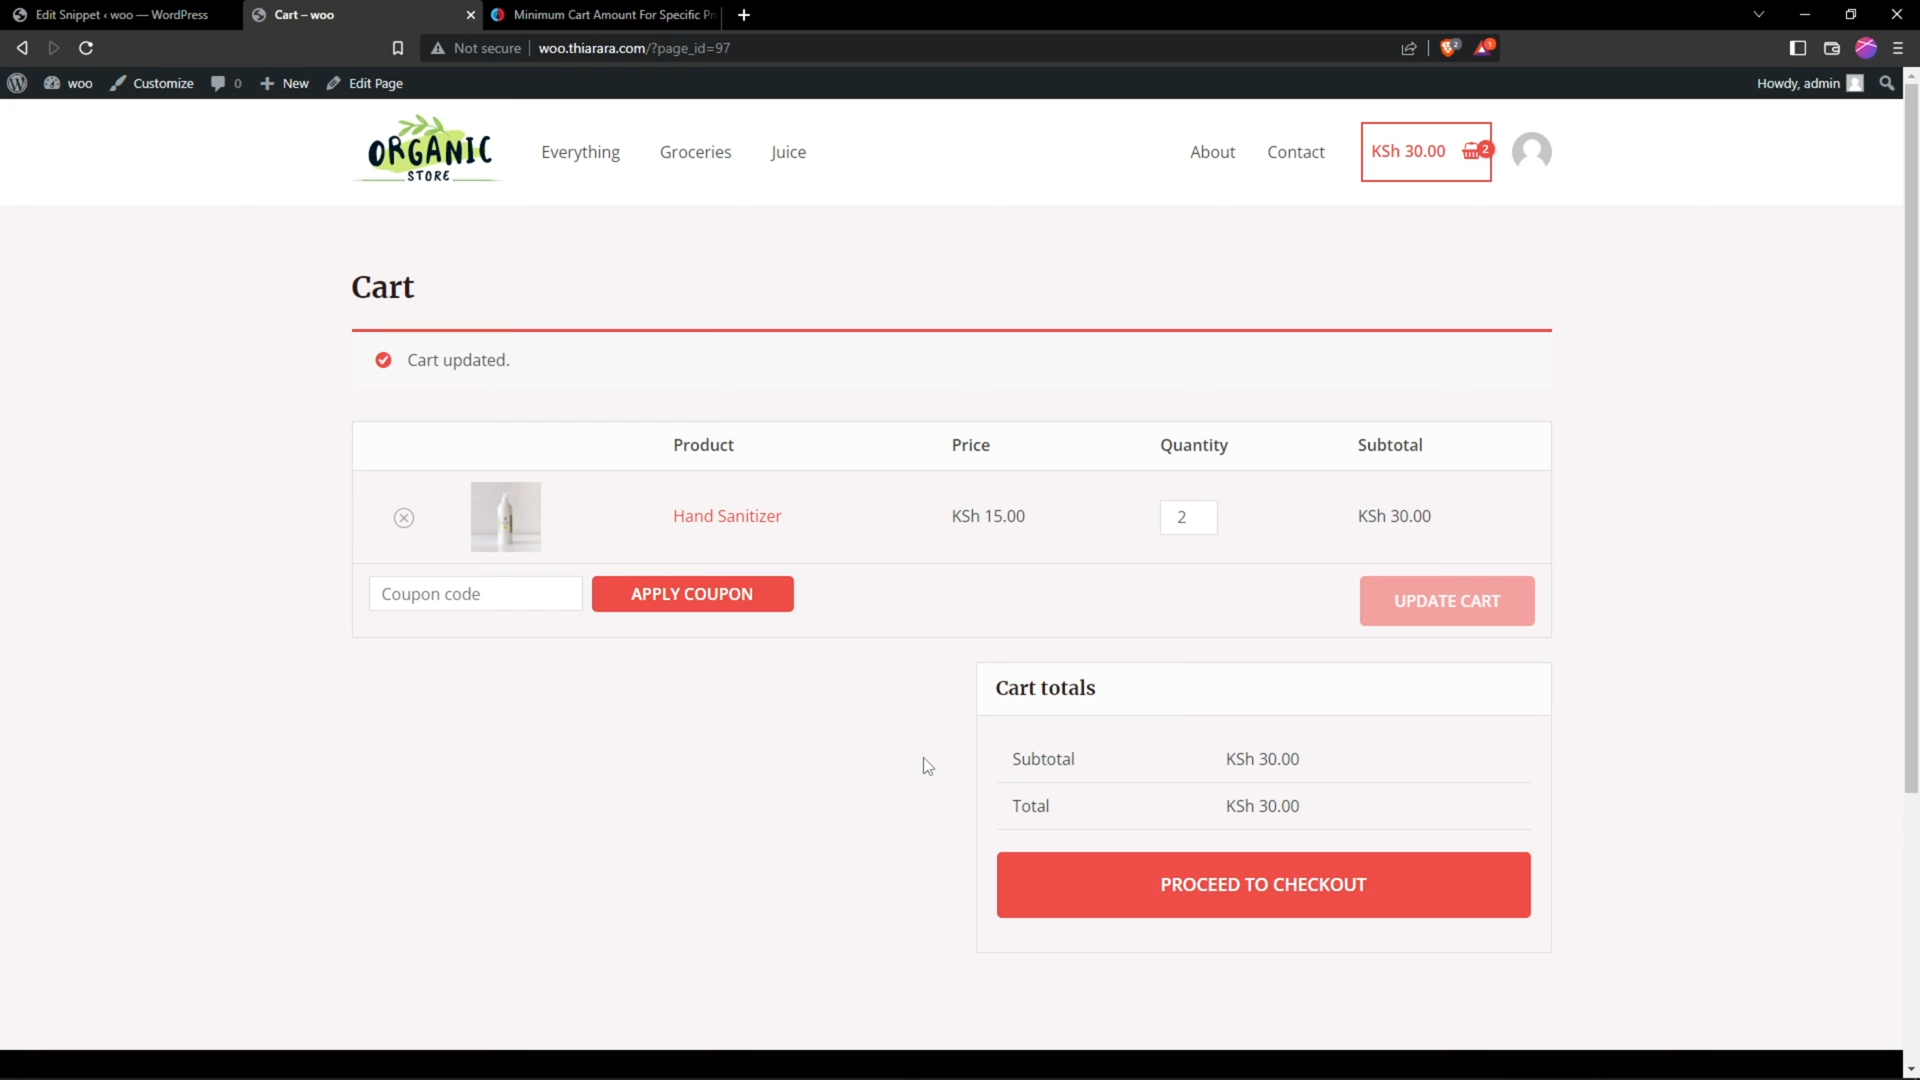 Edit Snippet ‹ woo — WordPress
Cart – woo
Minimum Cart Amount For Specific Pr
Not secure
woo.thiarara.com/?page_id=97
2
1
woo
Customize
0
New
Edit Page
Howdy, admin
ORGANIC
STORE
Everything
Groceries
Juice
About
Contact
KSh 30.00
2
Cart
Cart updated.
Product
Price
Quantity
Subtotal
Hand Sanitizer
KSh 15.00
2
KSh 30.00
Coupon code
APPLY COUPON
UPDATE CART
Cart totals
Subtotal
KSh 30.00
Total
KSh 30.00
PROCEED TO CHECKOUT